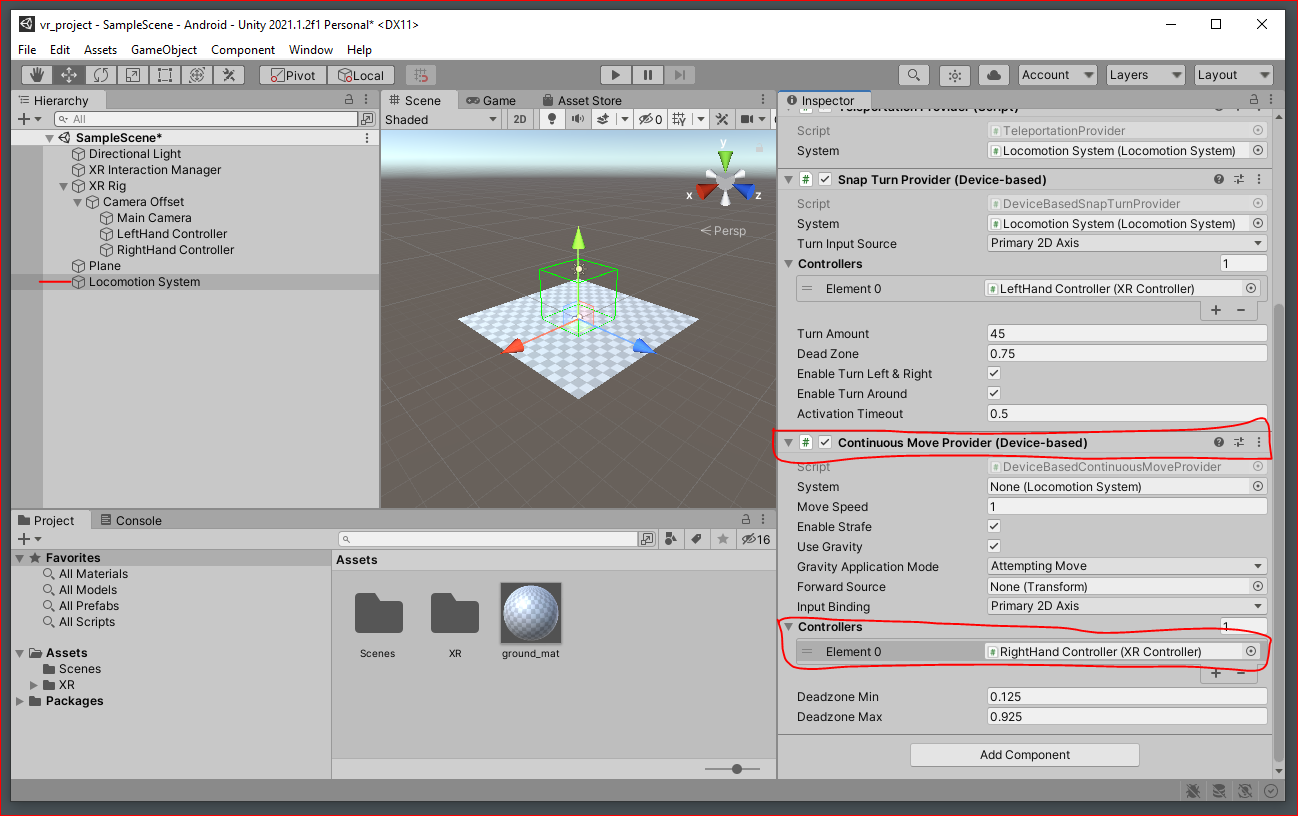 vr_project - SampleScene - Android - Unity 2021.1.2f1 Personal* <DX11>
File Edit Assets GameObject Component Window Help
Pivot Local Account Layers Layout
Hierarchy
All
SampleScene*
Directional Light
XR Interaction Manager
XR Rig
Camera Offset
Main Camera
LeftHand Controller
RightHand Controller
Plane
Locomotion System
Scene Game Asset Store
Shaded 2D 0
y
x z
Persp
Inspector
Teleportation Provider (Script)
Script TeleportationProvider
System Locomotion System (Locomotion System)
# Snap Turn Provider (Device-based)
Script DeviceBasedSnapTurnProvider
System Locomotion System (Locomotion System)
Turn Input Source Primary 2D Axis
Controllers 1
Element 0 LeftHand Controller (XR Controller)
Turn Amount 45
Dead Zone 0.75
Enable Turn Left & Right
Enable Turn Around
Activation Timeout 0.5
# Continuous Move Provider (Device-based)
Script DeviceBasedContinuousMoveProvider
System None (Locomotion System)
Move Speed 1
Enable Strafe
Use Gravity
Gravity Application Mode Attempting Move
Forward Source None (Transform)
Input Binding Primary 2D Axis
Controllers 1
Element 0 RightHand Controller (XR Controller)
Deadzone Min 0.125
Deadzone Max 0.925
Add Component
Project Console
16
Favorites
All Materials
All Models
All Prefabs
All Scripts
Assets
Scenes
XR
Packages
Assets
Scenes XR ground_mat